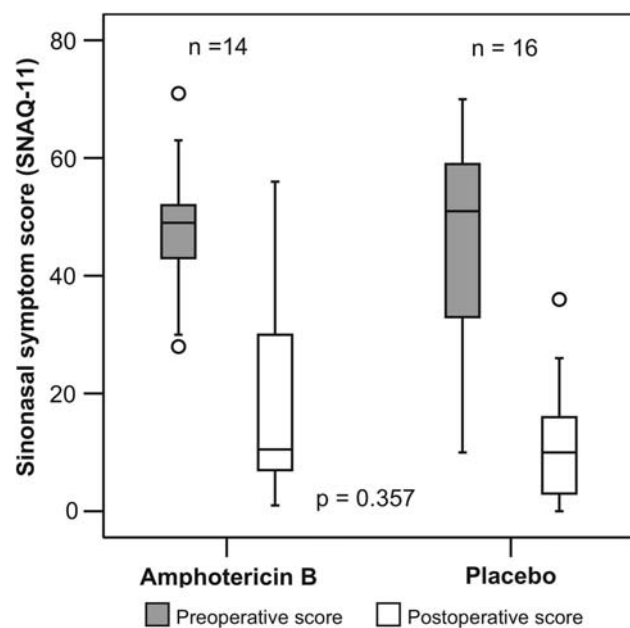 Sinonasal symptom score (SNAQ-11)
80
60
40
20
0
n =14
n = 16
p = 0.357
Amphotericin B
Placebo
Preoperative score
Postoperative score